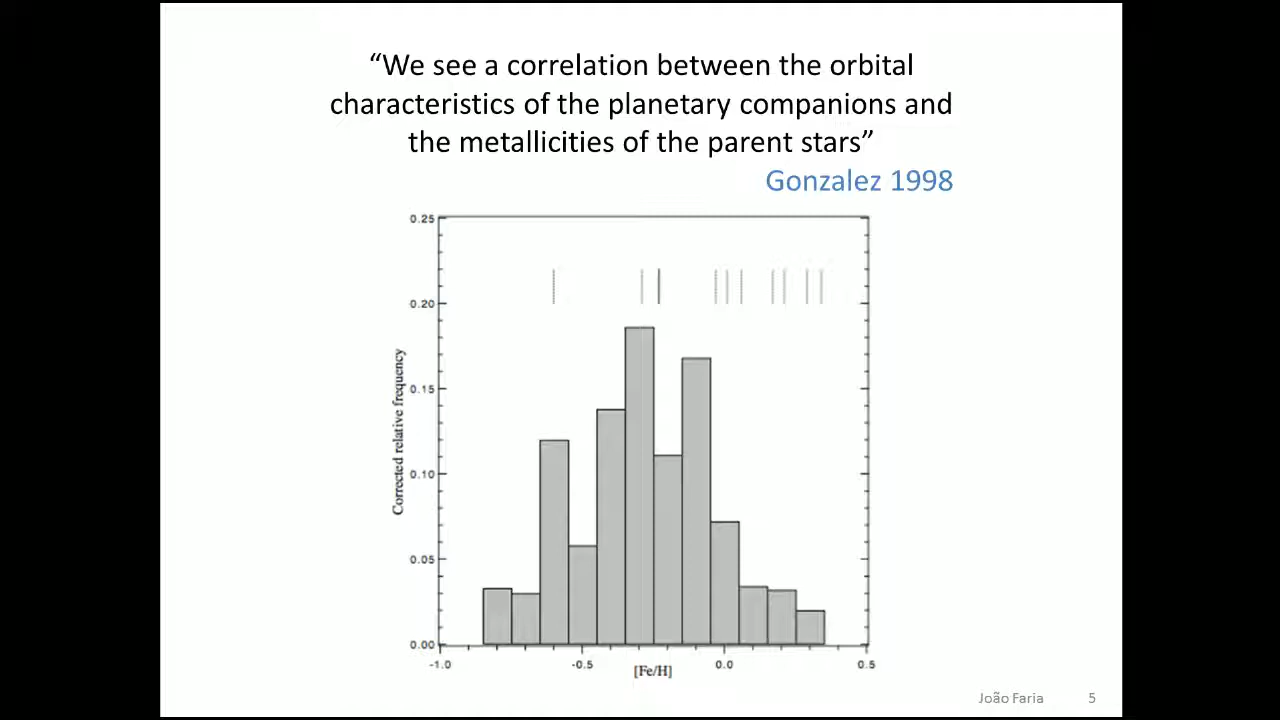 “We see a correlation between the orbital
characteristics of the planetary companions and
the metallicities of the parent stars”
Gonzalez 1998
0.25
0.20
0.15
0.10
0.05
0.00
Corrected relative frequency
-1.0
-0.5
0.0
0.5
[Fe/H]
João Faria
5